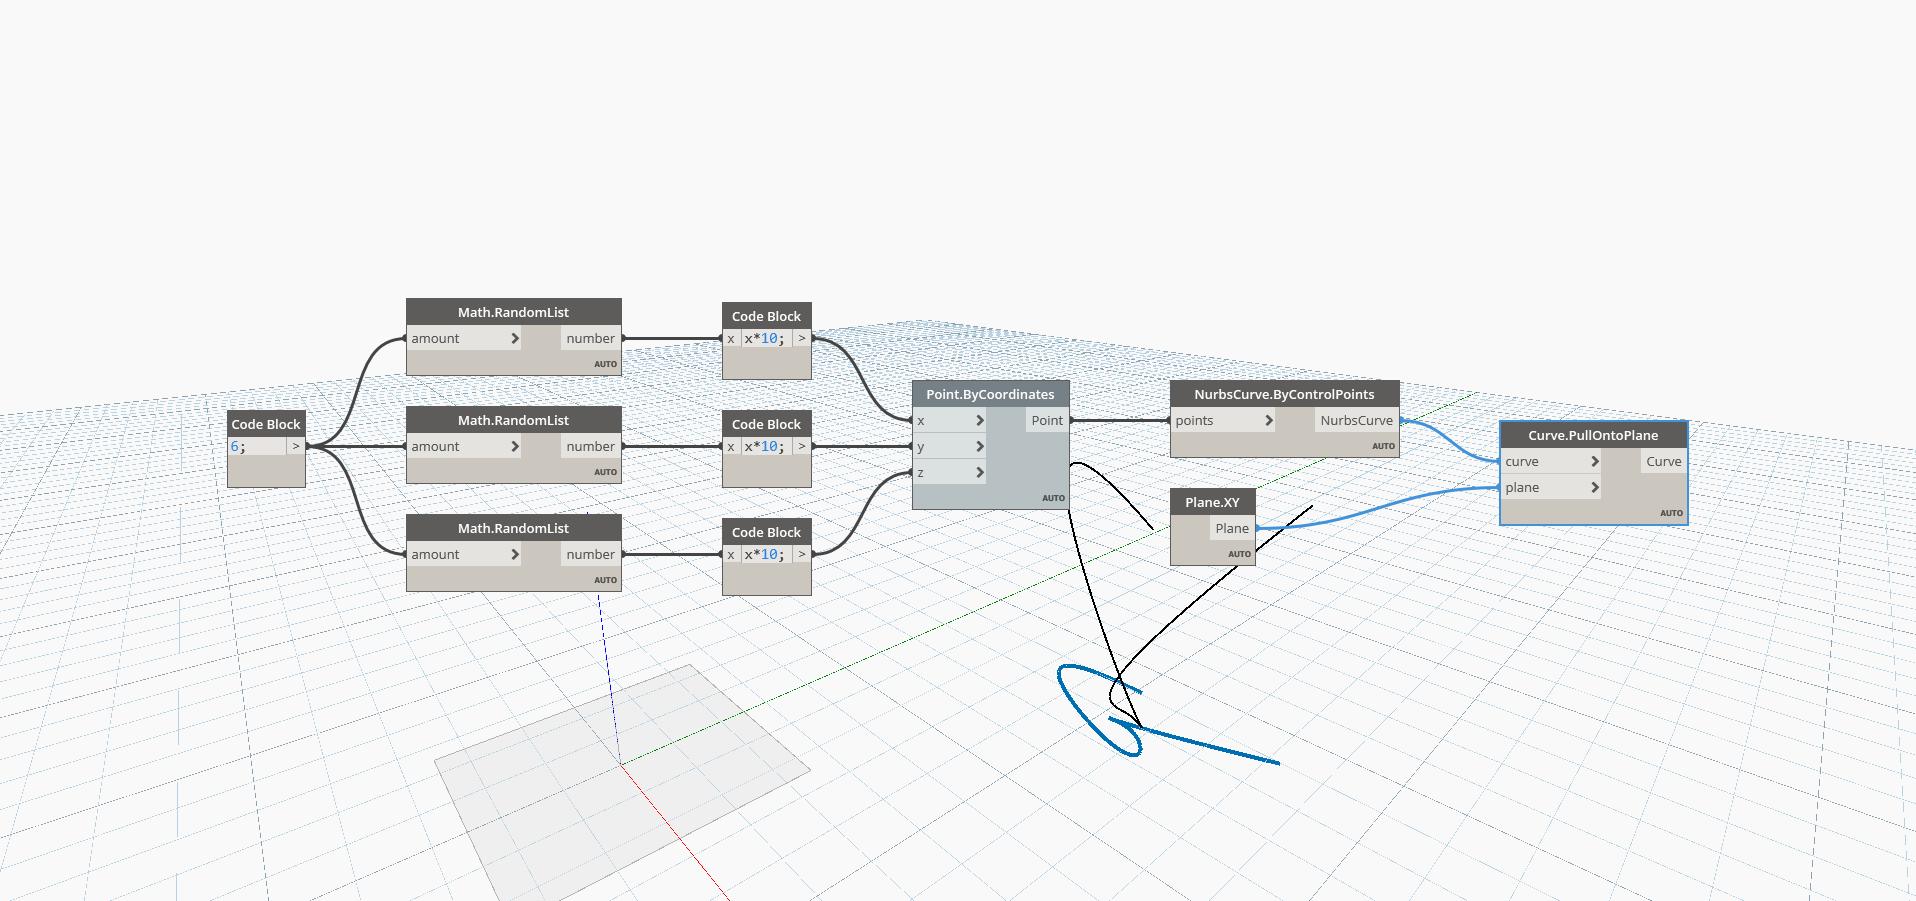 Code Block
6; >
Math.RandomList
amount > number
AUTO
Math.RandomList
amount > number
AUTO
Math.RandomList
amount > number
AUTO
Code Block
x x*10; >
Code Block
x x*10; >
Code Block
x x*10; >
Point.ByCoordinates
x > Point
y >
z >
AUTO
NurbsCurve.ByControlPoints
points > NurbsCurve
AUTO
Plane.XY
Plane
AUTO
Curve.PullOntoPlane
curve > Curve
plane >
AUTO